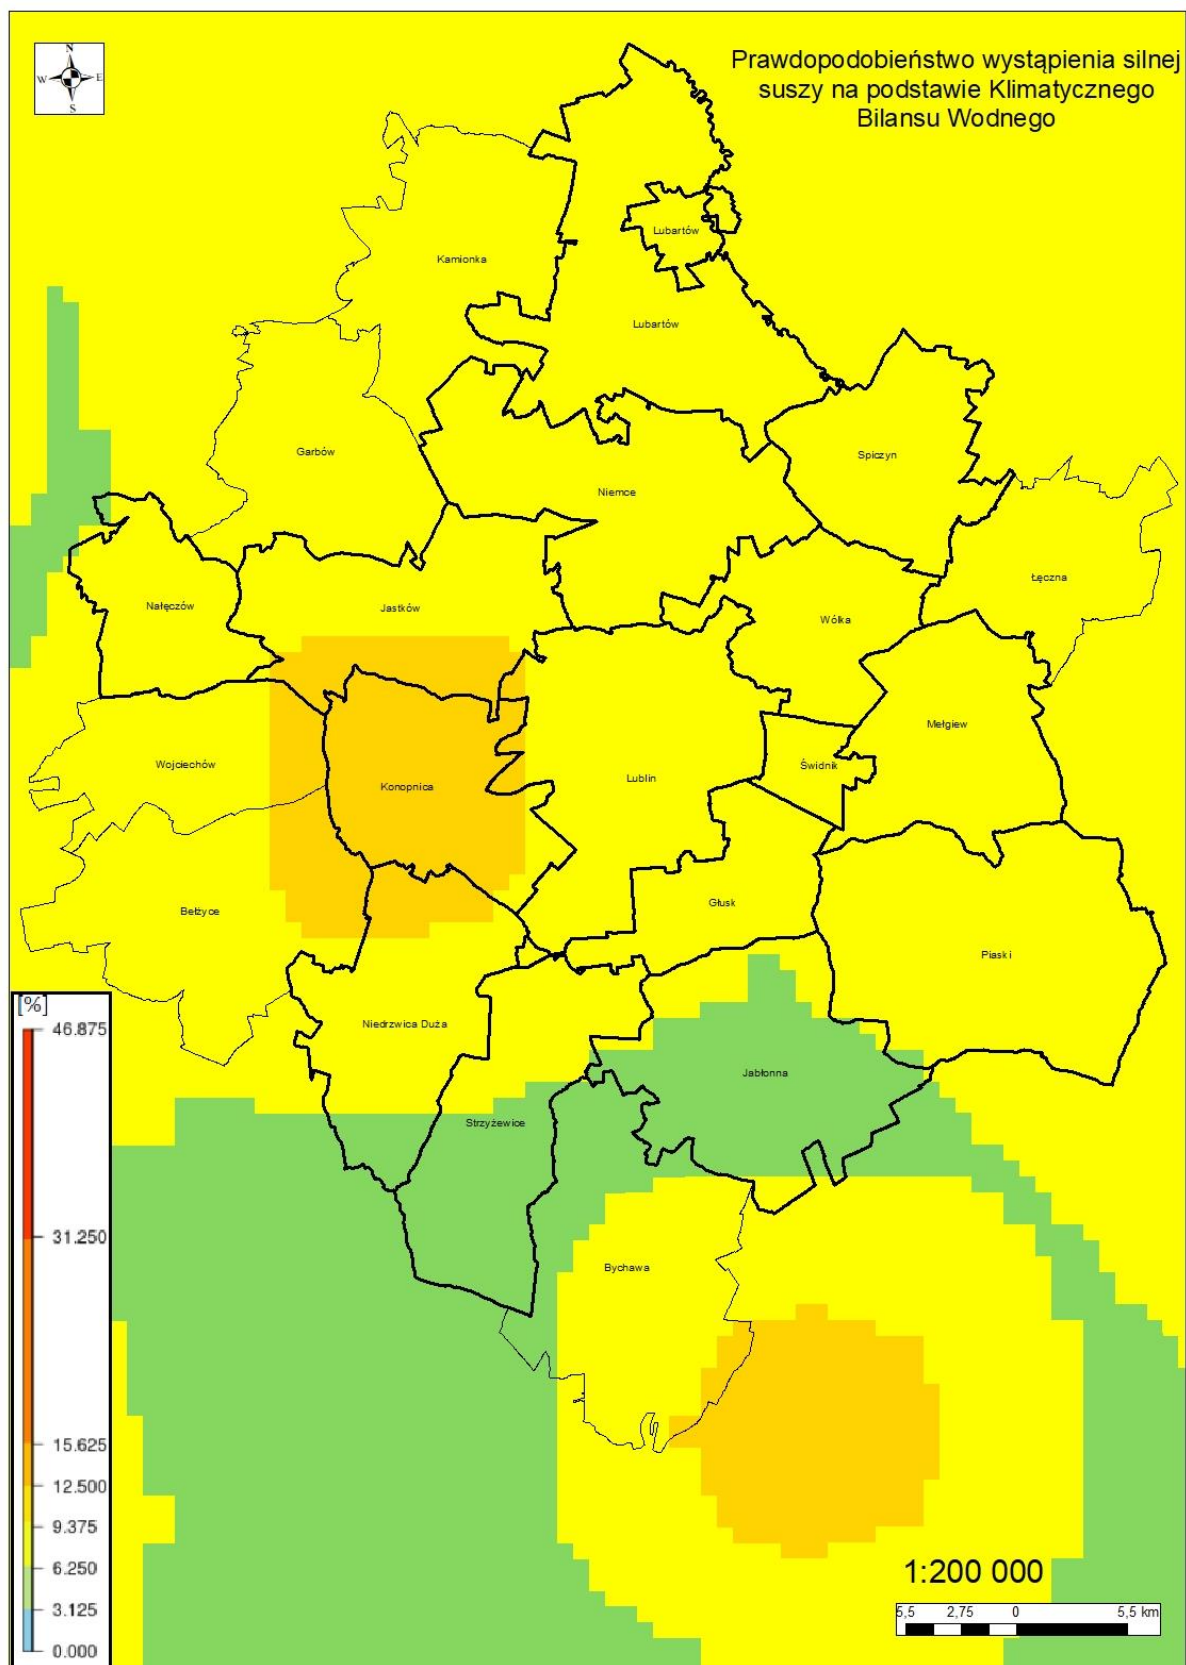 N
W E
S
Prawdopodobieństwo wystąpienia silnej
suszy na podstawie Klimatycznego
Bilansu Wodnego
Lubartów
Kamionka
Lubartów
Garbów
Spiczyn
Niemce
Łęczna
Nałęczów
Jastków
Wólka
Mełgiew
Wojciechów
Świdnik
Lublin
Konopnica
Bełżyce
Głusk
Piaski
Niedrzwica Duża
Jabłonna
Strzyżewice
Bychawa
[%]
46.875
31.250
15.625
12.500
9.375
6.250
3.125
0.000
1:200 000
5,5 2,75 0 5,5 km